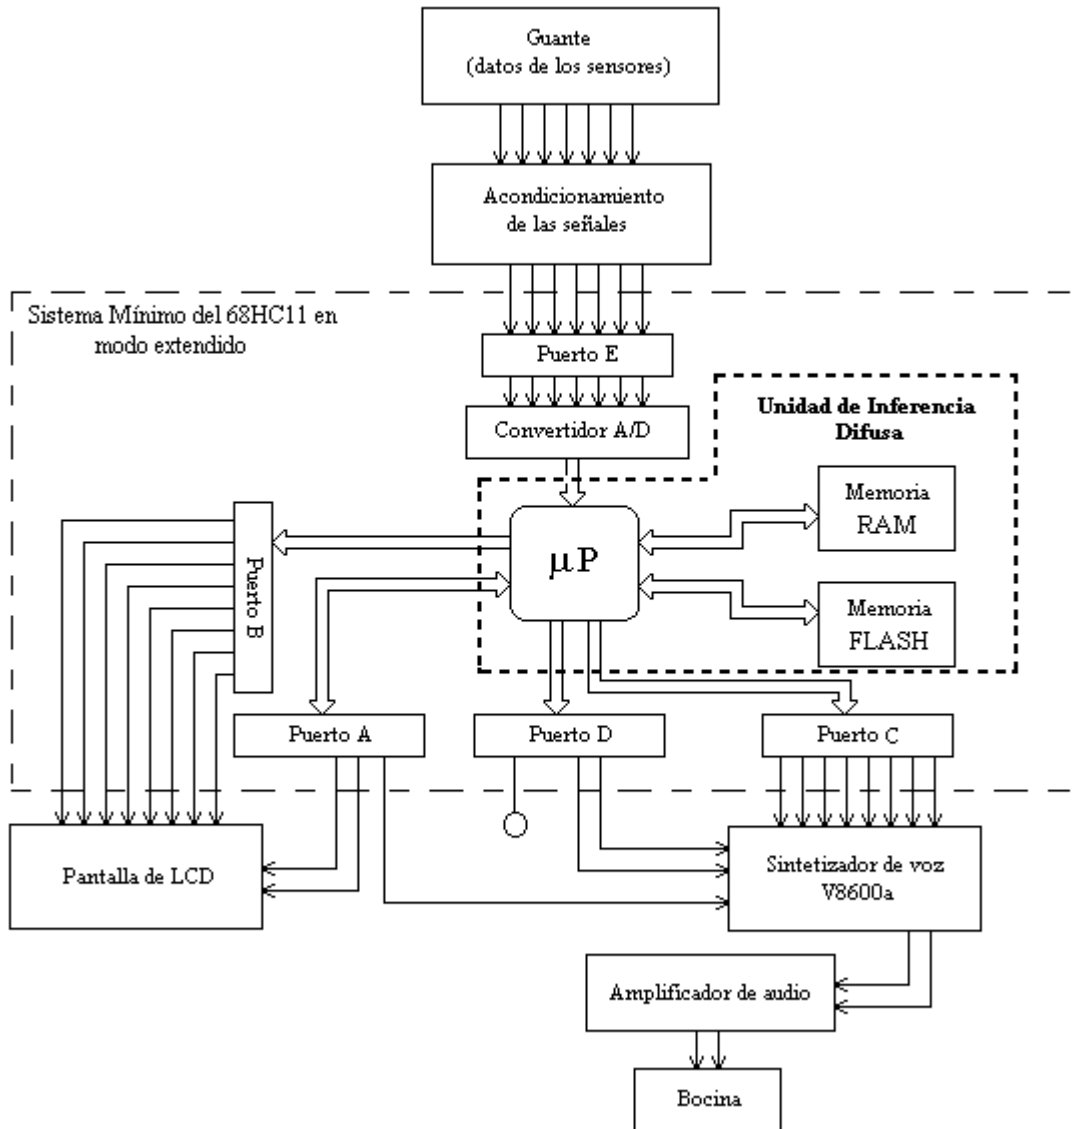 Guante
(datos de los sensores)
Acondicionamiento
de las señales
Sistema Mínimo del 68HC11 en
modo extendido
Puerto E
Convertidor A/D
Unidad de Inferencia
Difusa
Memoria
RAM
µP
Puerto B
Memoria
FLASH
Puerto A
Puerto D
Puerto C
Pantalla de LCD
Sintetizador de voz
V8600a
Amplificador de audio
Bocina